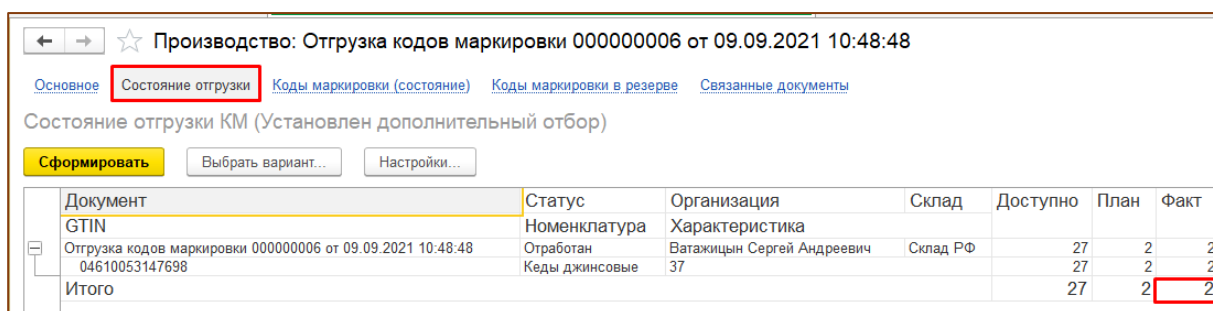 Производство: Отгрузка кодов маркировки 000000006 от 09.09.2021 10:48:48
Основное Состояние отгрузки Коды маркировки (состояние) Коды маркировки в резерве Связанные документы
Состояние отгрузки КМ (Установлен дополнительный отбор)
Сформировать Выбрать вариант... Настройки...
Документ Статус Организация Склад Доступно План Факт
GTIN Номенклатура Характеристика
Отгрузка кодов маркировки 000000006 от 09.09.2021 10:48:48 Отработан Ватажицын Сергей Андреевич Склад РФ 27 2 2
04610053147698 Кеды джинсовые 37 27 2 2
Итого 27 2 2